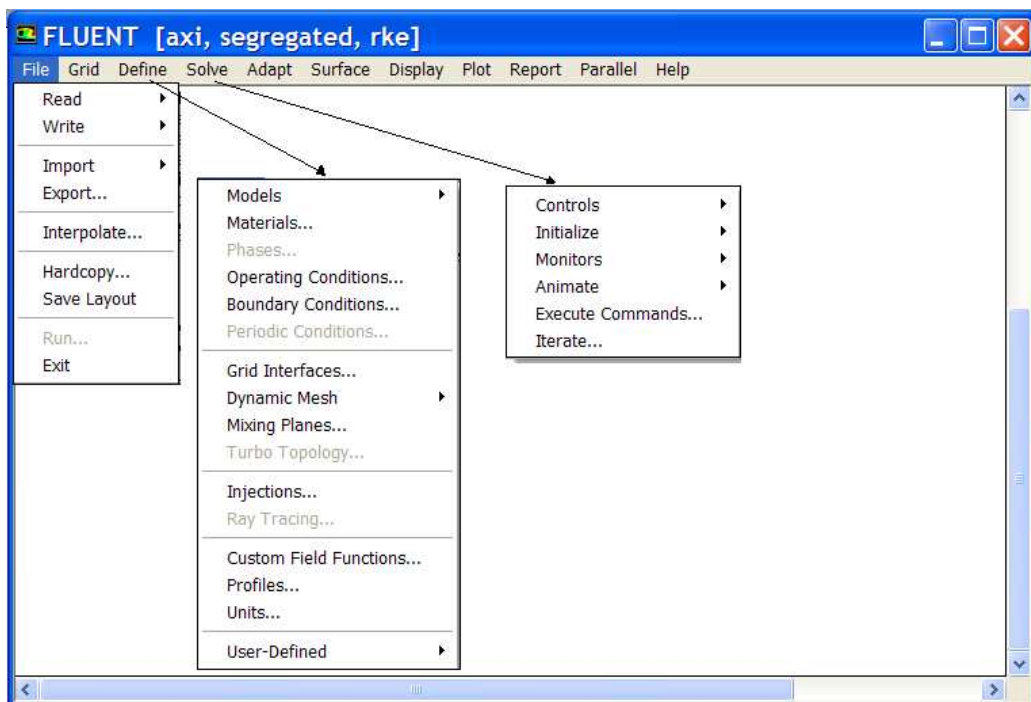 FLUENT [axi, segregated, rke]
File Grid Define Solve Adapt Surface Display Plot Report Parallel Help
Read
Write
Import
Export...
Interpolate...
Hardcopy...
Save Layout
Run...
Exit
Models
Materials...
Phases...
Operating Conditions...
Boundary Conditions...
Periodic Conditions...
Grid Interfaces...
Dynamic Mesh
Mixing Planes...
Turbo Topology...
Injections...
Ray Tracing...
Custom Field Functions...
Profiles...
Units...
User-Defined
Controls
Initialize
Monitors
Animate
Execute Commands...
Iterate...